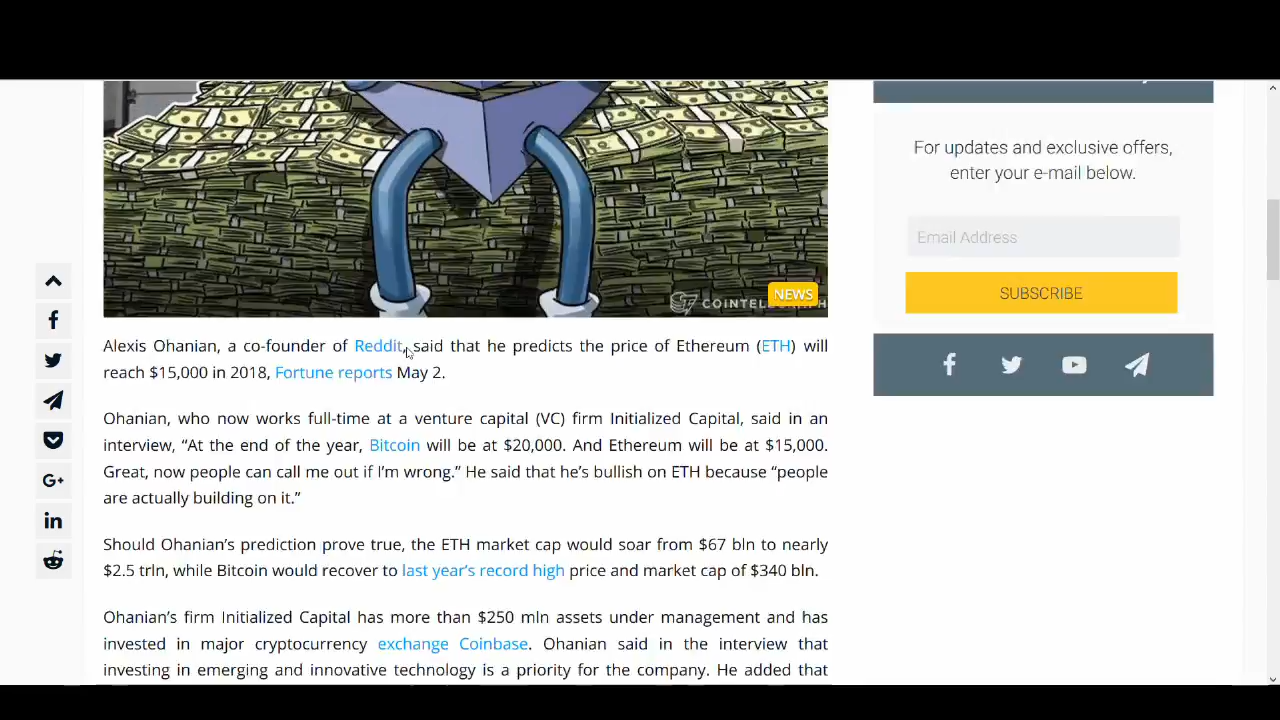 COINTELEGRAPH
NEWS
Alexis Ohanian, a co-founder of Reddit, said that he predicts the price of Ethereum (ETH) will
reach $15,000 in 2018, Fortune reports May 2.
Ohanian, who now works full-time at a venture capital (VC) firm Initialized Capital, said in an
interview, “At the end of the year, Bitcoin will be at $20,000. And Ethereum will be at $15,000.
Great, now people can call me out if I’m wrong.” He said that he’s bullish on ETH because “people
are actually building on it.”
Should Ohanian’s prediction prove true, the ETH market cap would soar from $67 bln to nearly
$2.5 trln, while Bitcoin would recover to last year’s record high price and market cap of $340 bln.
Ohanian’s firm Initialized Capital has more than $250 mln assets under management and has
invested in major cryptocurrency exchange Coinbase. Ohanian said in the interview that
investing in emerging and innovative technology is a priority for the company. He added that
For updates and exclusive offers,
enter your e-mail below.
Email Address
SUBSCRIBE